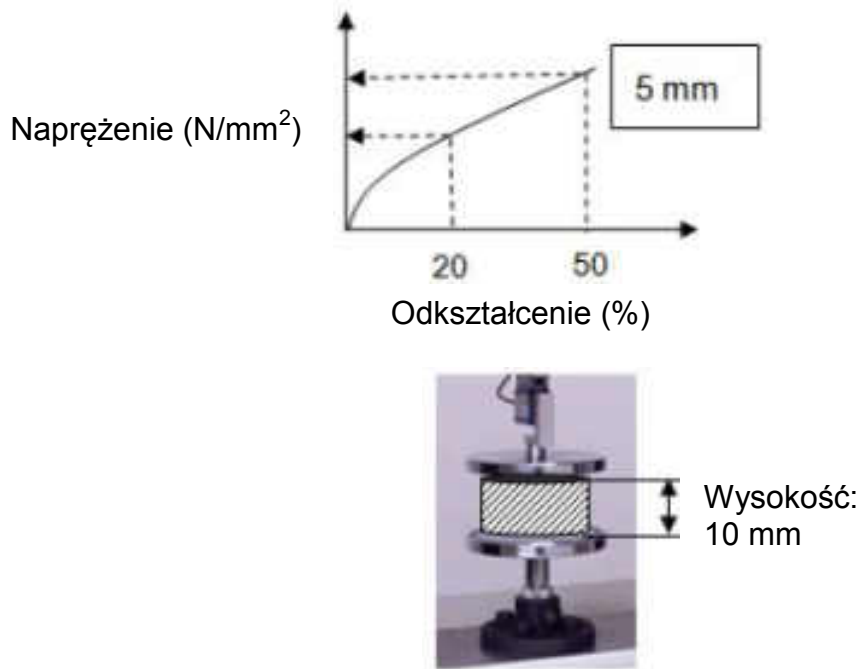 5 mm
Naprężenie (N/mm²)
20 50
Odkształcenie (%)
Wysokość:
10 mm